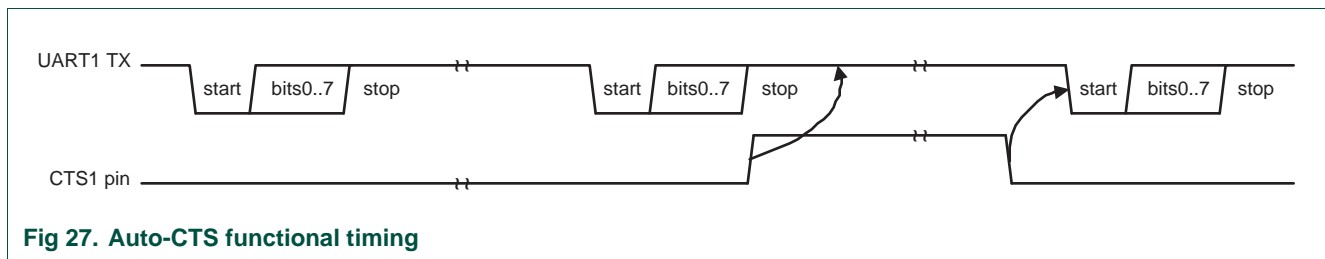 UART1 TX
start bits0..7 stop start bits0..7 stop start bits0..7 stop
CTS1 pin
Fig 27. Auto-CTS functional timing